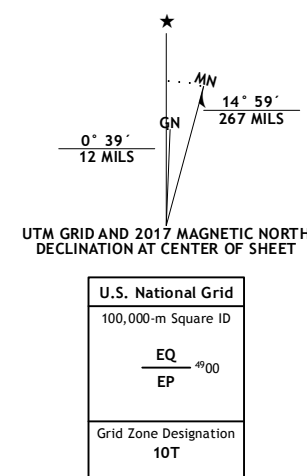 ★
MN
GN
14° 59´
267 MILS
0° 39´
12 MILS
UTM GRID AND 2017 MAGNETIC NORTH
DECLINATION AT CENTER OF SHEET
U.S. National Grid
100,000-m Square ID
EQ
4900
EP
Grid Zone Designation
10T